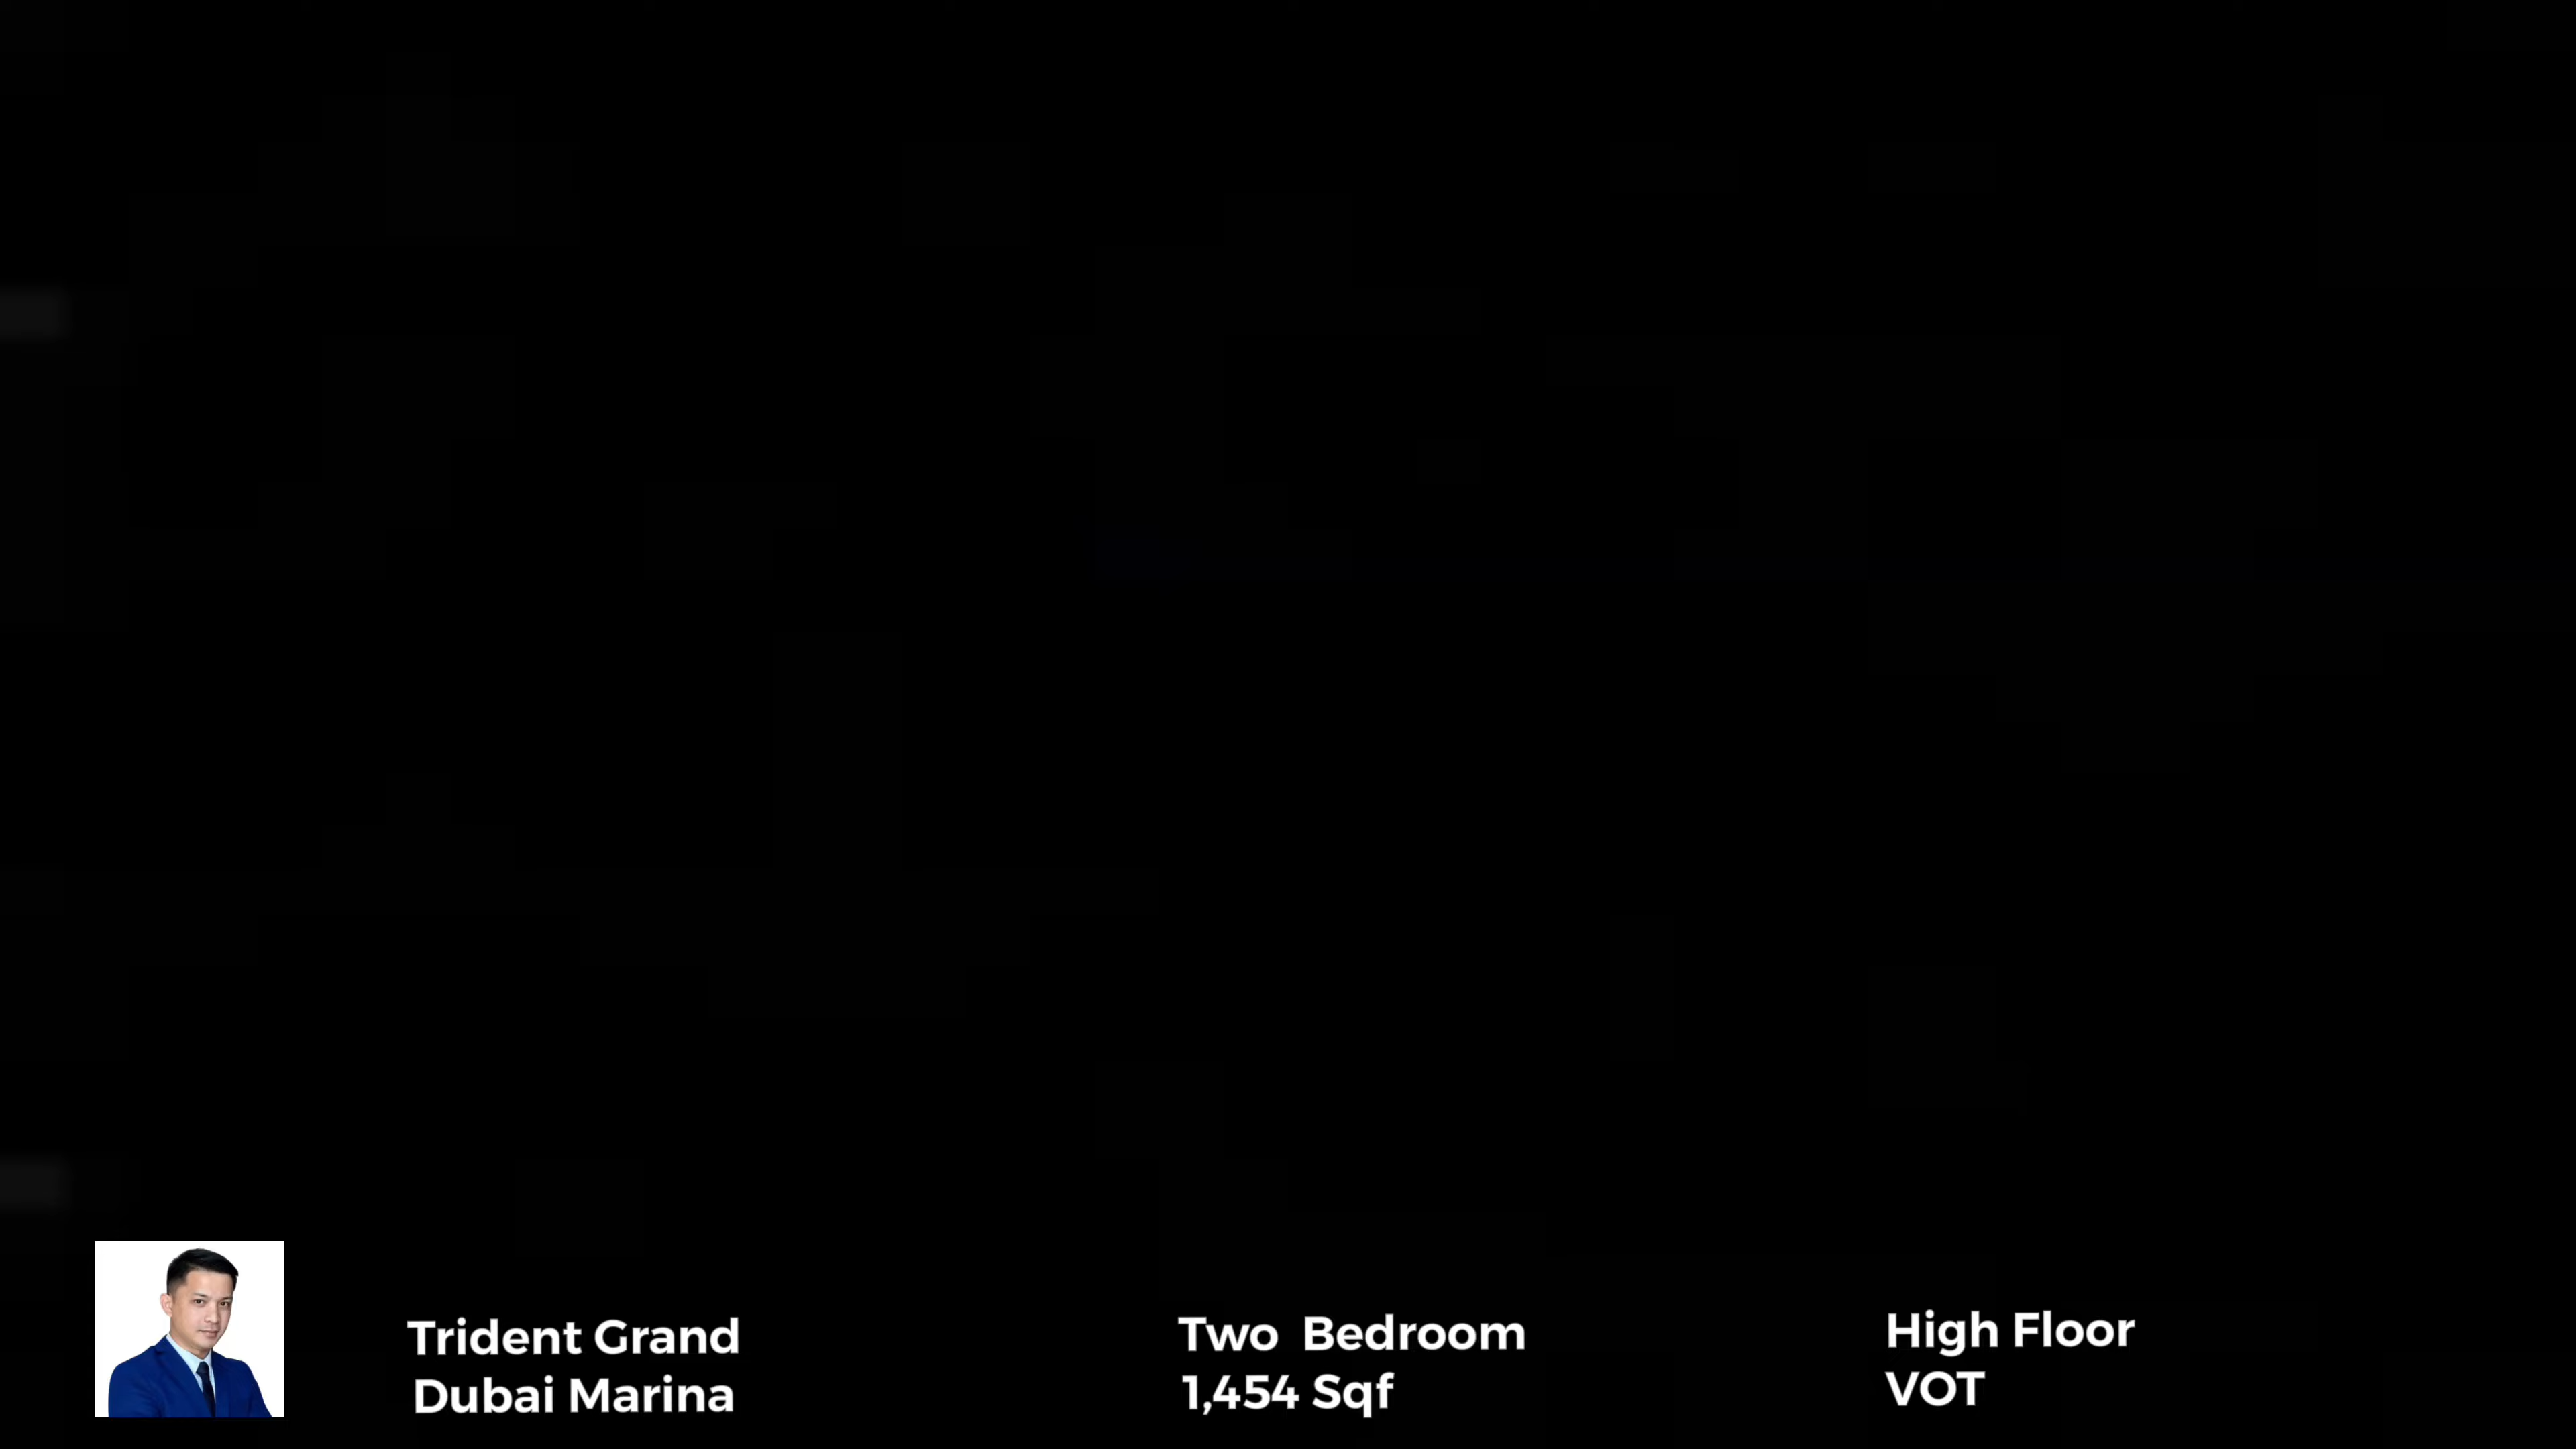 Trident Grand
Dubai Marina
Two Bedroom
1,454 Sqf
High Floor
VOT